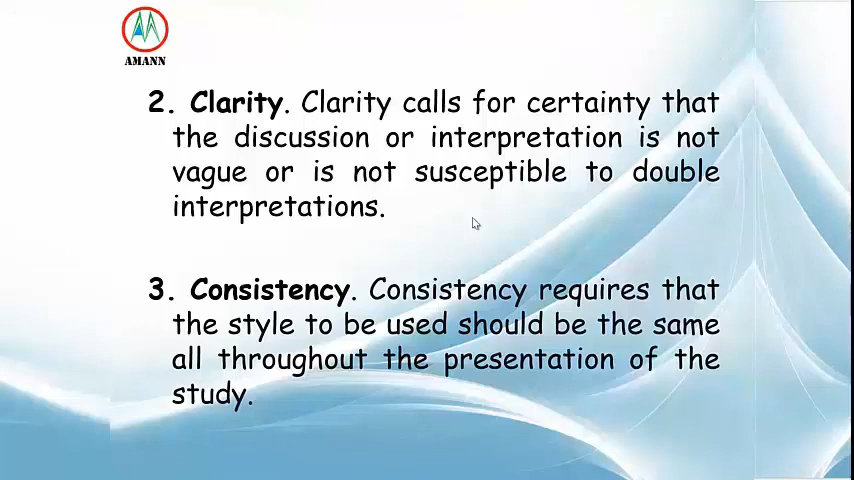 AMANN
2. Clarity. Clarity calls for certainty that
the discussion or interpretation is not
vague or is not susceptible to double
interpretations.
3. Consistency. Consistency requires that
the style to be used should be the same
all throughout the presentation of the
study.